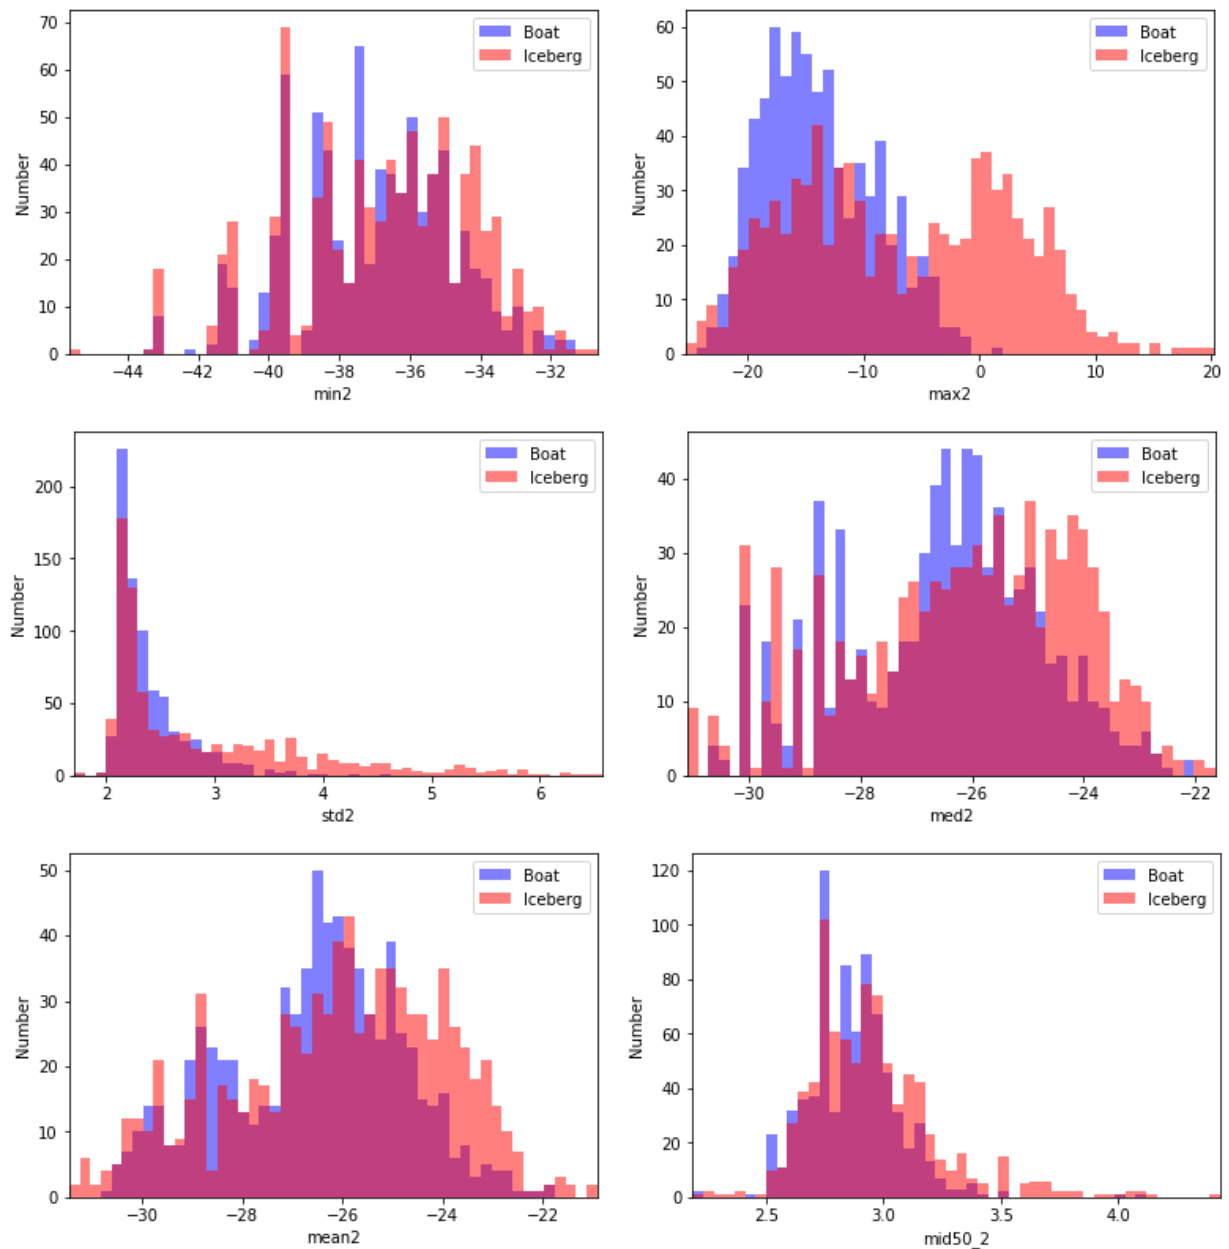 70
60
50
40
30
20
10
0
Number
−44 −42 −40 −38 −36 −34 −32
min2
Boat
Iceberg
60
50
40
30
20
10
0
Number
−20 −10 0 10 20
max2
Boat
Iceberg
200
150
100
50
0
Number
2 3 4 5 6
std2
Boat
Iceberg
40
30
20
10
0
Number
−30 −28 −26 −24 −22
med2
Boat
Iceberg
50
40
30
20
10
0
Number
−30 −28 −26 −24 −22
mean2
Boat
Iceberg
120
100
80
60
40
20
0
Number
2.5 3.0 3.5 4.0
mid50_2
Boat
Iceberg